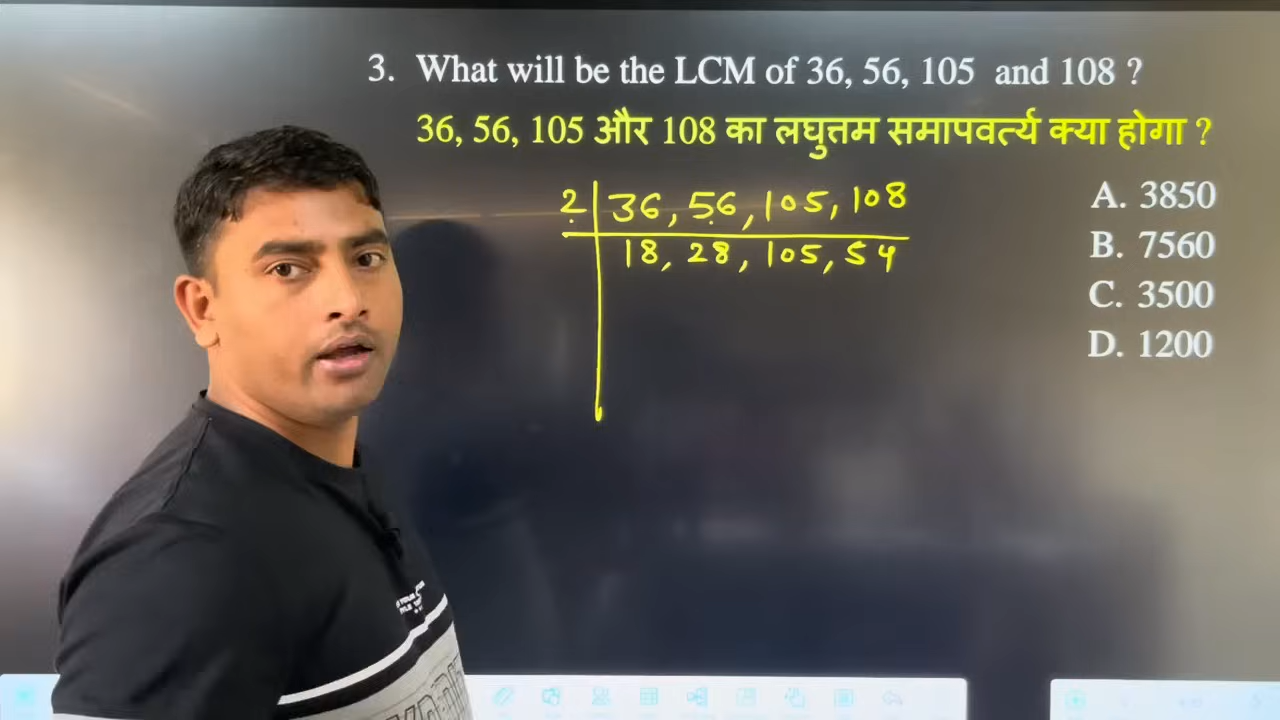 3. What will be the LCM of 36, 56, 105 and 108 ?
36, 56, 105 और 108 का लघुत्तम समापवर्त्य क्या होगा ?
2 36, 56, 105, 108
18, 28, 105, 54
A. 3850
B. 7560
C. 3500
D. 1200